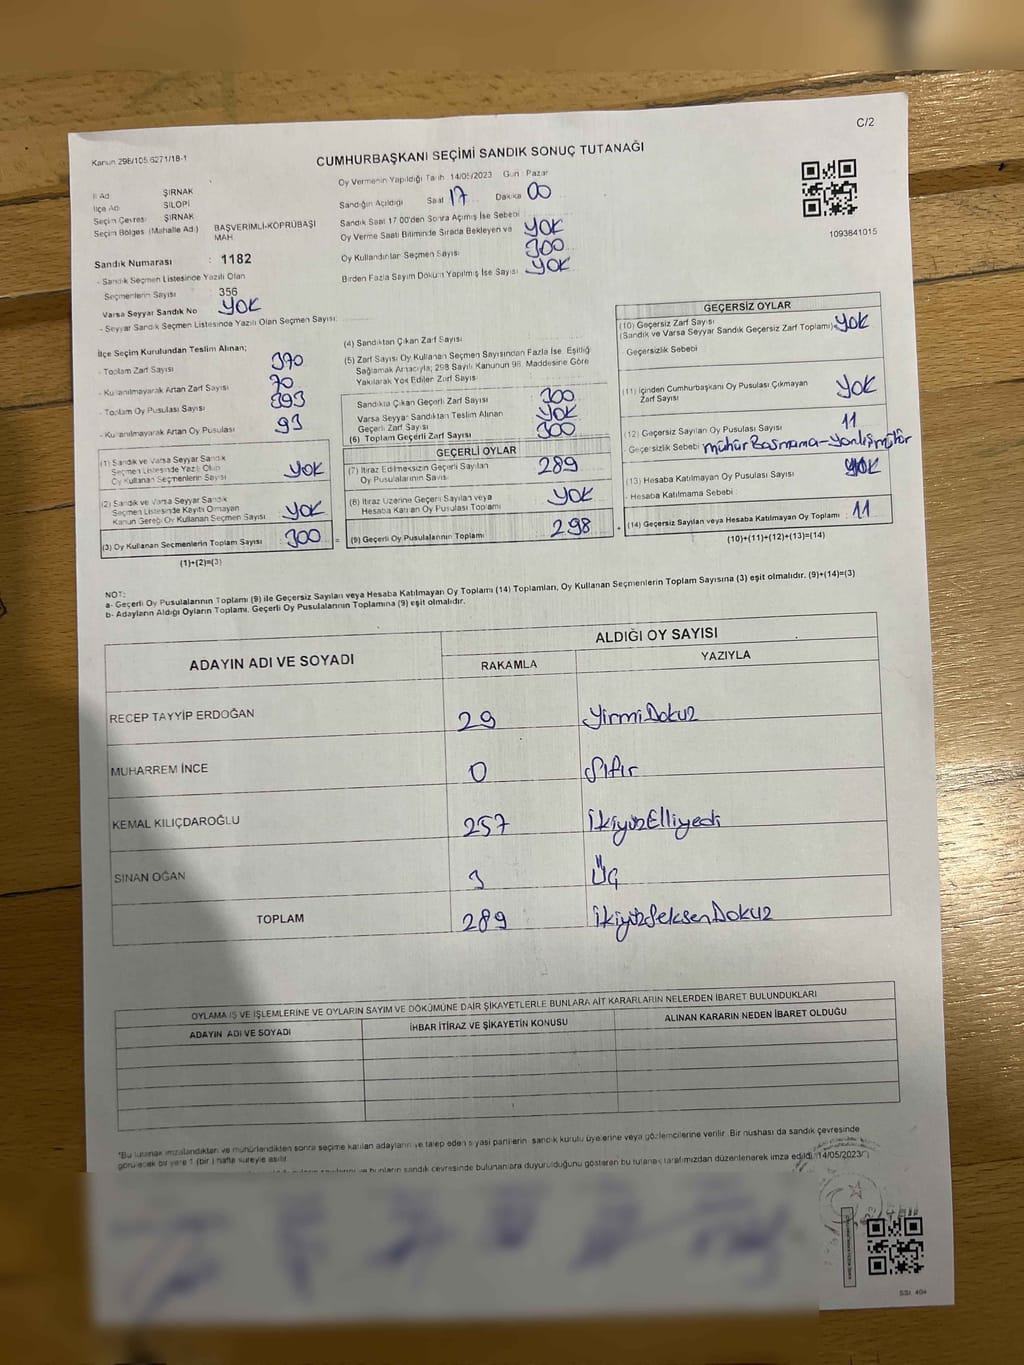 C/2
Kanun 298/105.6271/18-1
CUMHURBAŞKANI SEÇİMİ SANDIK SONUÇ TUTANAĞI
İl Adı : ŞIRNAK
İlçe Adı : SİLOPİ
Seçim Çevresi : ŞIRNAK
Seçim Bölgesi (Mahalle Adı) : BAŞVERİMLİ-KÖPRÜBAŞI MAH.
Sandık Numarası : 1182
- Sandık Seçmen Listesinde Yazılı Olan
Seçmenlerin Sayısı : 356
Varsa Seyyar Sandık No : YOK
- Seyyar Sandık Seçmen Listesinde Yazılı Olan Seçmen Sayısı:
Oy Vermenin Yapıldığı Tarih 14/05/2023 Gün : Pazar
Sandığın Açıldığı Saat 17 Dakika 00
Sandık Saat 17.00'den Sonra Açılmış İse Sebebi YOK
Oy Verme Saati Bitiminde Sırada Bekleyen ve
Oy Kullandırılan Seçmen Sayısı 300
Birden Fazla Sayım Döküm Yapılmış İse Sayısı YOK
1093841015
İlçe Seçim Kurulundan Teslim Alınan;
- Toplam Zarf Sayısı : 370
- Kullanılmayarak Artan Zarf Sayısı : 70
- Toplam Oy Pusulası Sayısı : 393
- Kullanılmayarak Artan Oy Pusulası : 93
(1) Sandık ve Varsa Seyyar Sandık
Seçmen Listesinde Yazılı Olup
Oy Kullanan Seçmenlerin Sayısı : YOK
(2) Sandık ve Varsa Seyyar Sandık
Seçmen Listesinde Kayıtlı Olmayan
Kanun Gereği Oy Kullanan Seçmen Sayısı : YOK
(3) Oy Kullanan Seçmenlerin Toplam Sayısı : 300
(1)+(2)=(3)
(4) Sandıktan Çıkan Zarf Sayısı
(5) Zarf Sayısı Oy Kullanan Seçmen Sayısından Fazla İse, Eşitliği
Sağlamak Amacıyla; 298 Sayılı Kanunun 98. Maddesine Göre
Yakılarak Yok Edilen Zarf Sayısı
Sandıkta Çıkan Geçerli Zarf Sayısı 300
Varsa Seyyar Sandıktan Teslim Alınan
Geçerli Zarf Sayısı YOK
(6) Toplam Geçerli Zarf Sayısı 300
GEÇERLİ OYLAR
(7) İtiraz Edilmeksizin Geçerli Sayılan
Oy Pusulalarının Sayısı 289
(8) İtiraz Üzerine Geçerli Sayılan veya
Hesaba Katılan Oy Pusulası Toplamı YOK
= (9) Geçerli Oy Pusulalarının Toplamı 298
GEÇERSİZ OYLAR
(10) Geçersiz Zarf Sayısı
(Sandık ve Varsa Seyyar Sandık Geçersiz Zarf Toplamı): YOK
Geçersizlik Sebebi
(11) İçinden Cumhurbaşkanı Oy Pusulası Çıkmayan
Zarf Sayısı YOK
(12) Geçersiz Sayılan Oy Pusulası Sayısı 11
- Geçersizlik Sebebi mühür Basmama-yanlış mühür
(13) Hesaba Katılmayan Oy Pusulası Sayısı YOK
- Hesaba Katılmama Sebebi :
+ (14) Geçersiz Sayılan veya Hesaba Katılmayan Oy Toplamı : 11
(10)+(11)+(12)+(13)=(14)
NOT:
a- Geçerli Oy Pusulalarının Toplamı (9) ile Geçersiz Sayılan veya Hesaba Katılmayan Oy Toplamı (14) Toplamları, Oy Kullanan Seçmenlerin Toplam Sayısına (3) eşit olmalıdır. (9)+(14)=(3)
b- Adayların Aldığı Oyların Toplamı, Geçerli Oy Pusulalarının Toplamına (9) eşit olmalıdır.
ADAYIN ADI VE SOYADI
ALDIĞI OY SAYISI
RAKAMLA YAZIYLA
RECEP TAYYİP ERDOĞAN 29 YirmiDokuz
MUHARREM İNCE 0 Sıfır
KEMAL KILIÇDAROĞLU 257 İkiyüzElliyedi
SİNAN OĞAN 3 Üç
TOPLAM 289 İkiyüzSeksenDokuz
OYLAMA İŞ VE İŞLEMLERİNE VE OYLARIN SAYIM VE DÖKÜMÜNE DAİR ŞİKAYETLERLE BUNLARA AİT KARARLARIN NELERDEN İBARET BULUNDUKLARI
ADAYIN ADI VE SOYADI İHBAR İTİRAZ VE ŞİKAYETİN KONUSU ALINAN KARARIN NEDEN İBARET OLDUĞU
*Bu tutanak imzalandıktan ve mühürlendikten sonra seçime katılan adayların ve talep eden siyasi partilerin sandık kurulu üyelerine veya gözlemcilerine verilir. Bir nüshası da sandık çevresinde
görülecek bir yere 1 (bir ) hafta süreyle asılır.
bunların sandık çevresinde bulunanlara duyurulduğunu gösteren bu tutanak tarafımızdan düzenlenerek imza edildi. 14/05/2023
SSI: 404